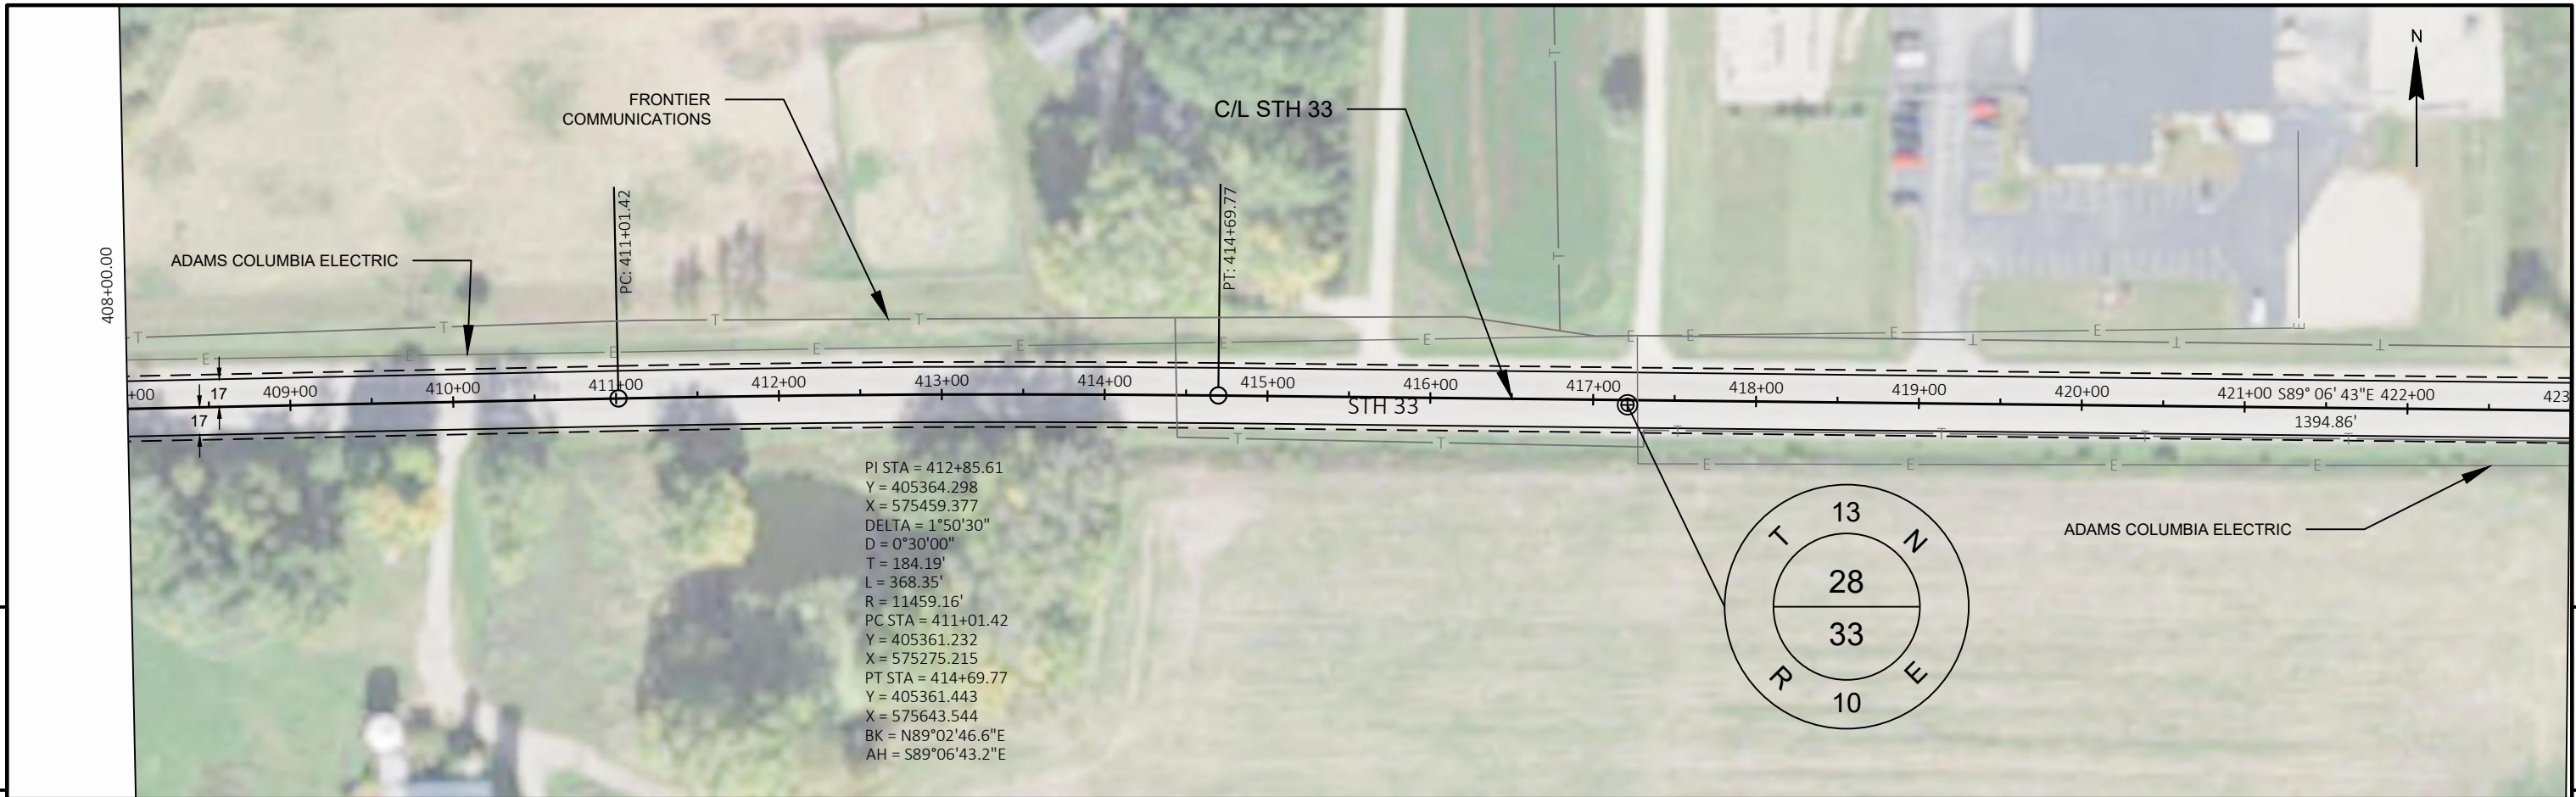 N
FRONTIER
COMMUNICATIONS
C/L STH 33
ADAMS COLUMBIA ELECTRIC
PC: 411+01.42
PT: 414+69.77
408+00.00
T T T T
T T
E E E E E E E E E E E E E
T T T
+00 409+00 410+00 411+00 412+00 413+00 414+00 415+00 416+00 417+00 418+00 419+00 420+00 421+00 S89° 06' 43"E 422+00 423
17
17
STH 33
1394.86'
T T T T T T
E E E E
ADAMS COLUMBIA ELECTRIC
PI STA = 412+85.61
Y = 405364.298
X = 575459.377
DELTA = 1°50'30"
D = 0°30'00"
T = 184.19'
L = 368.35'
R = 11459.16'
PC STA = 411+01.42
Y = 405361.232
X = 575275.215
PT STA = 414+69.77
Y = 405361.443
X = 575643.544
BK = N89°02'46.6"E
AH = S89°06'43.2"E
13
T N
28
33
R E
10